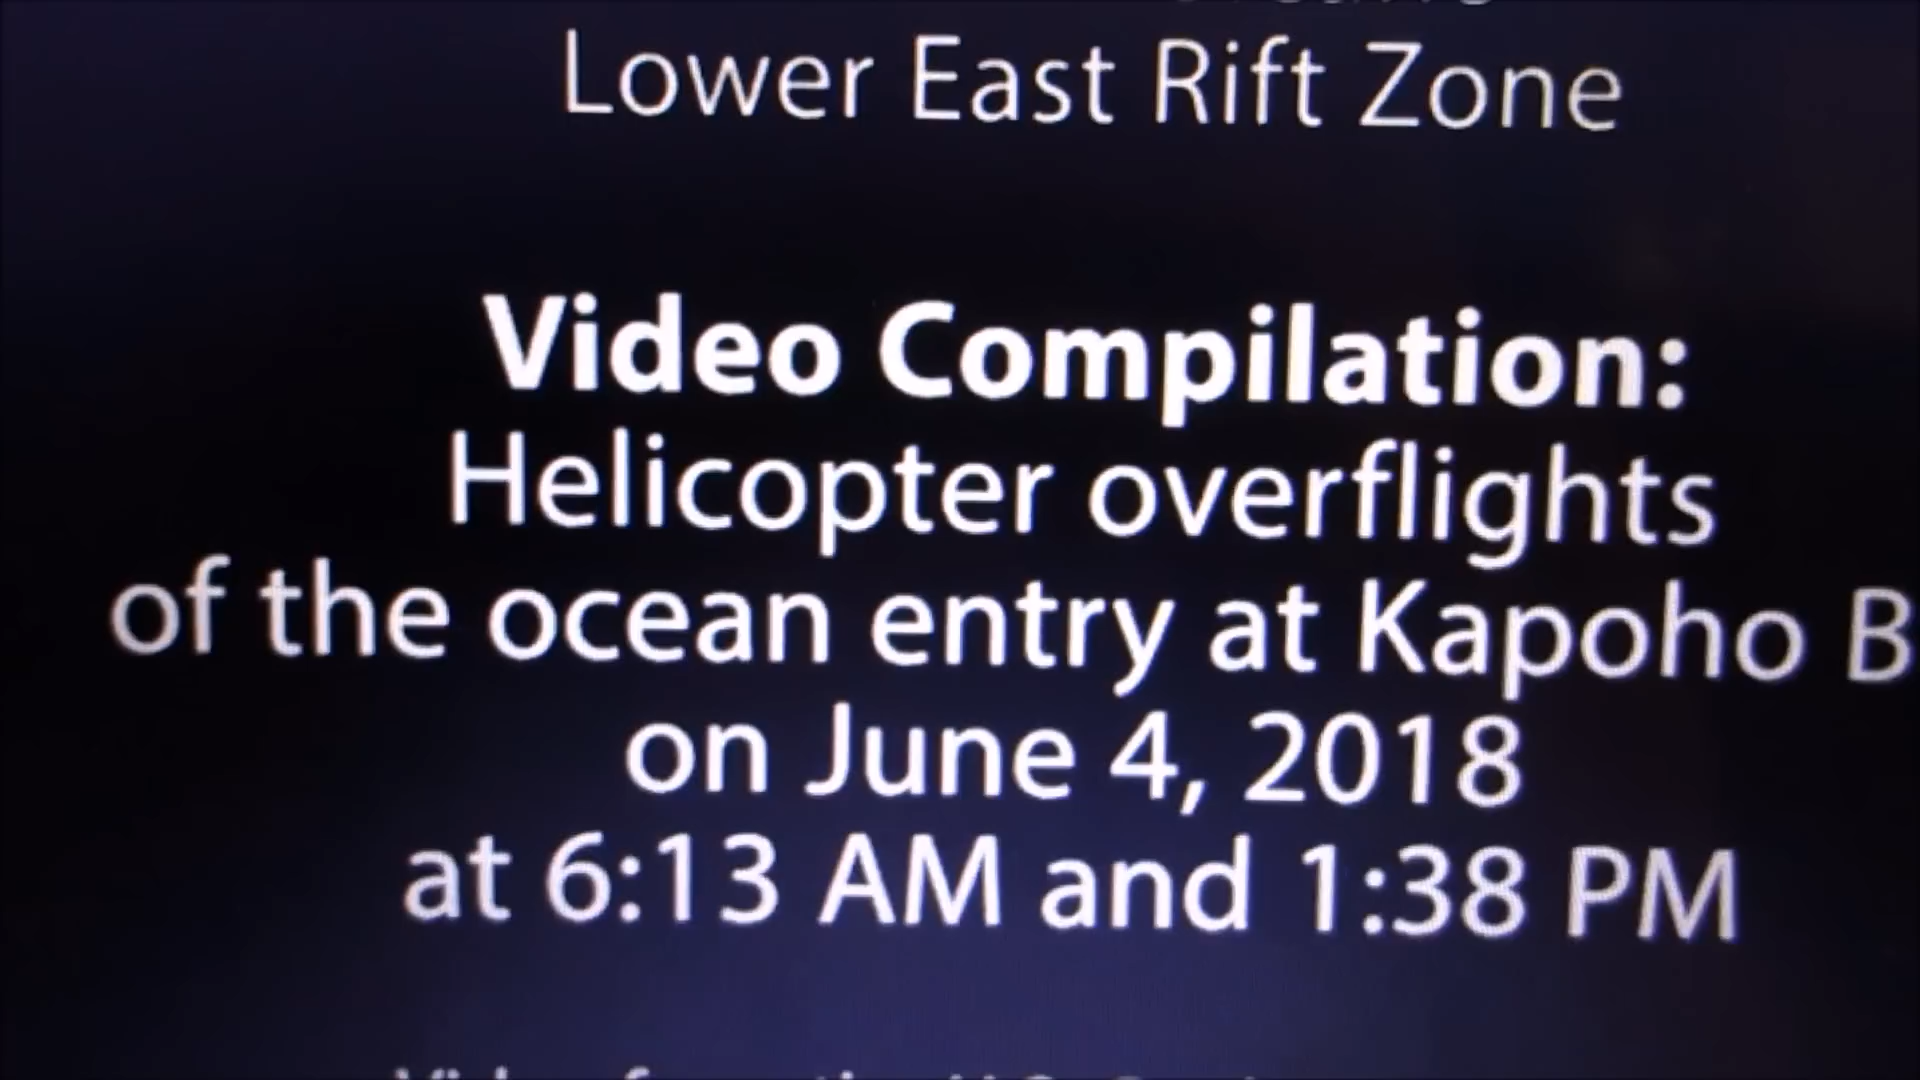 Lower East Rift Zone
Video Compilation:
Helicopter overflights
of the ocean entry at Kapoho B
on June 4, 2018
at 6:13 AM and 1:38 PM